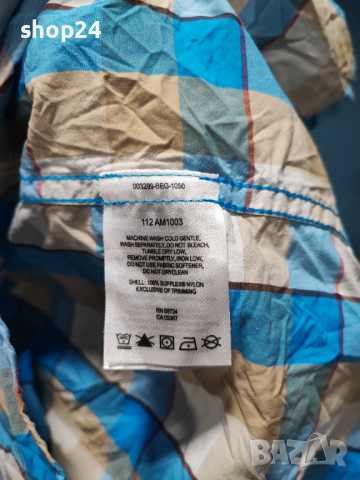 shop24
003299-BEG-1050
112 AM1003
MACHINE WASH COLD GENTLE,
WASH SEPARATELY, DO NOT BLEACH,
TUMBLE DRY LOW,
REMOVE PROMPTLY, IRON LOW,
DO NOT USE FABRIC SOFTENER,
DO NOT DRYCLEAN
SHELL: 100% SUPPLEX® NYLON
EXCLUSIVE OF TRIMMING
RN 69724
CA 05367
BAZAR